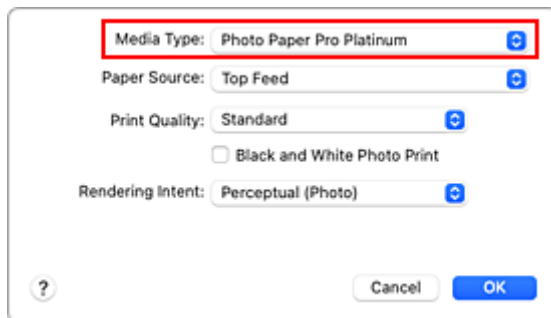 Media Type: Photo Paper Pro Platinum
Paper Source: Top Feed
Print Quality: Standard
Black and White Photo Print
Rendering Intent: Perceptual (Photo)
? Cancel OK